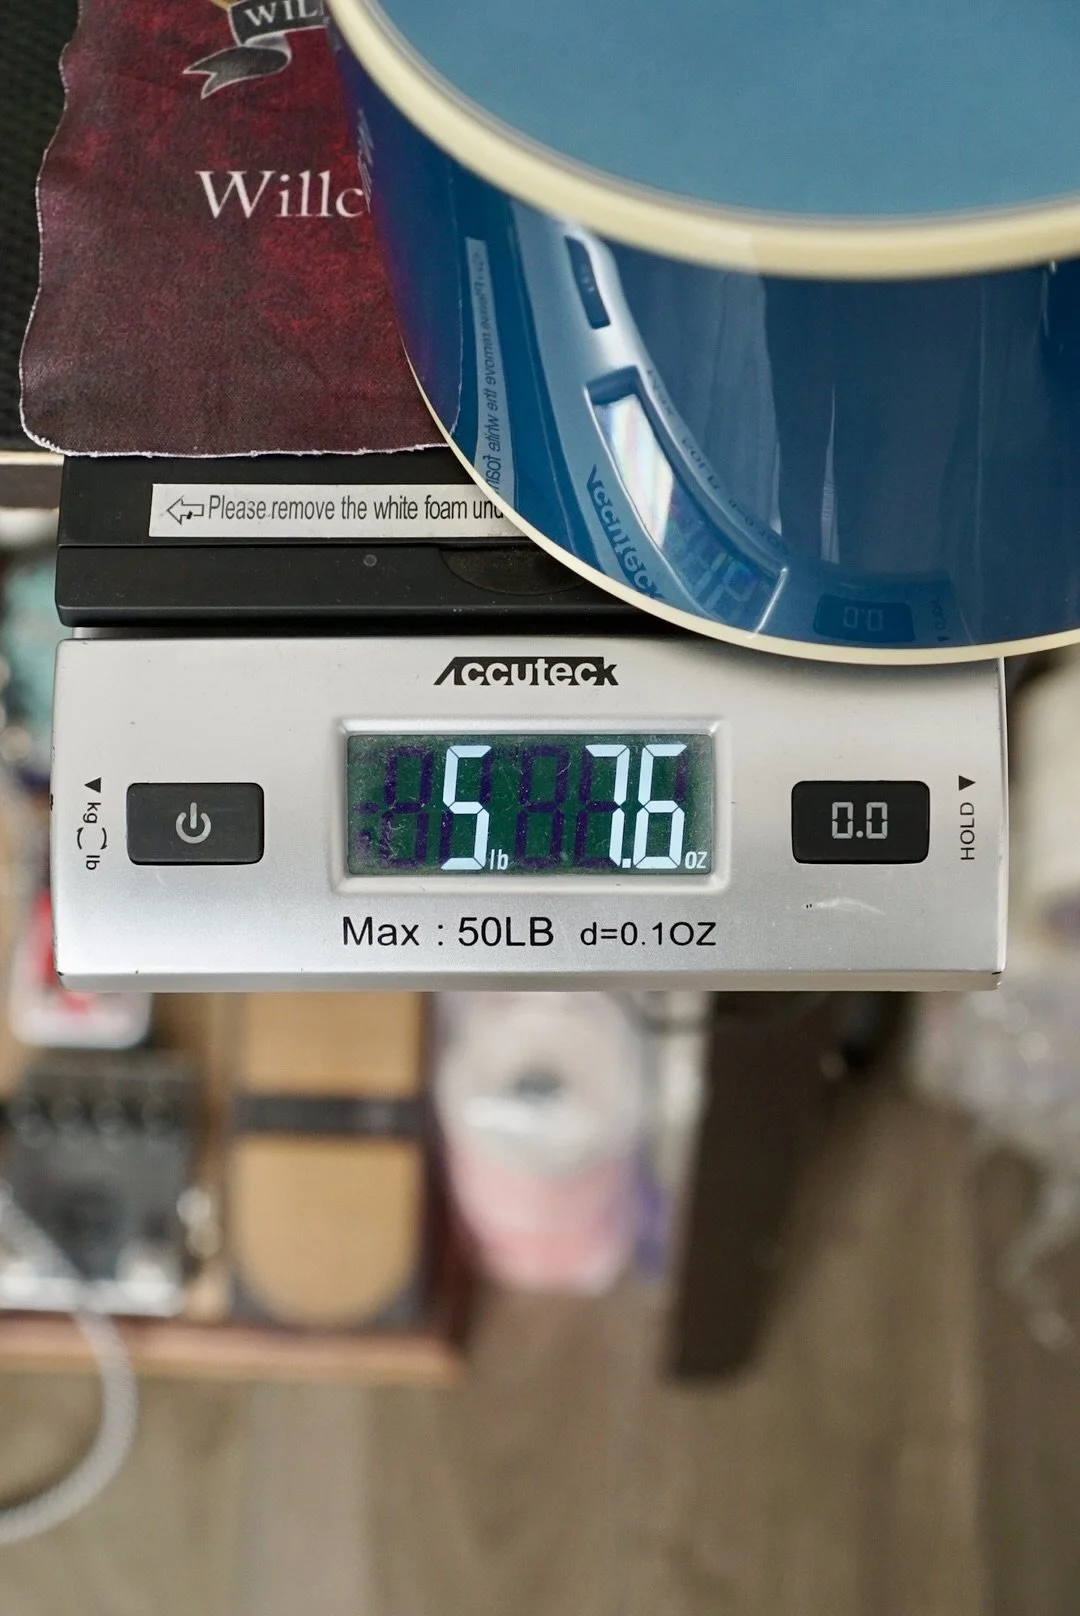 WIL
Willc
Please remove the white foam und
Accuteck
5 lb 7.6 oz
kg lb
0.0
HOLD
Max : 50LB d=0.1OZ